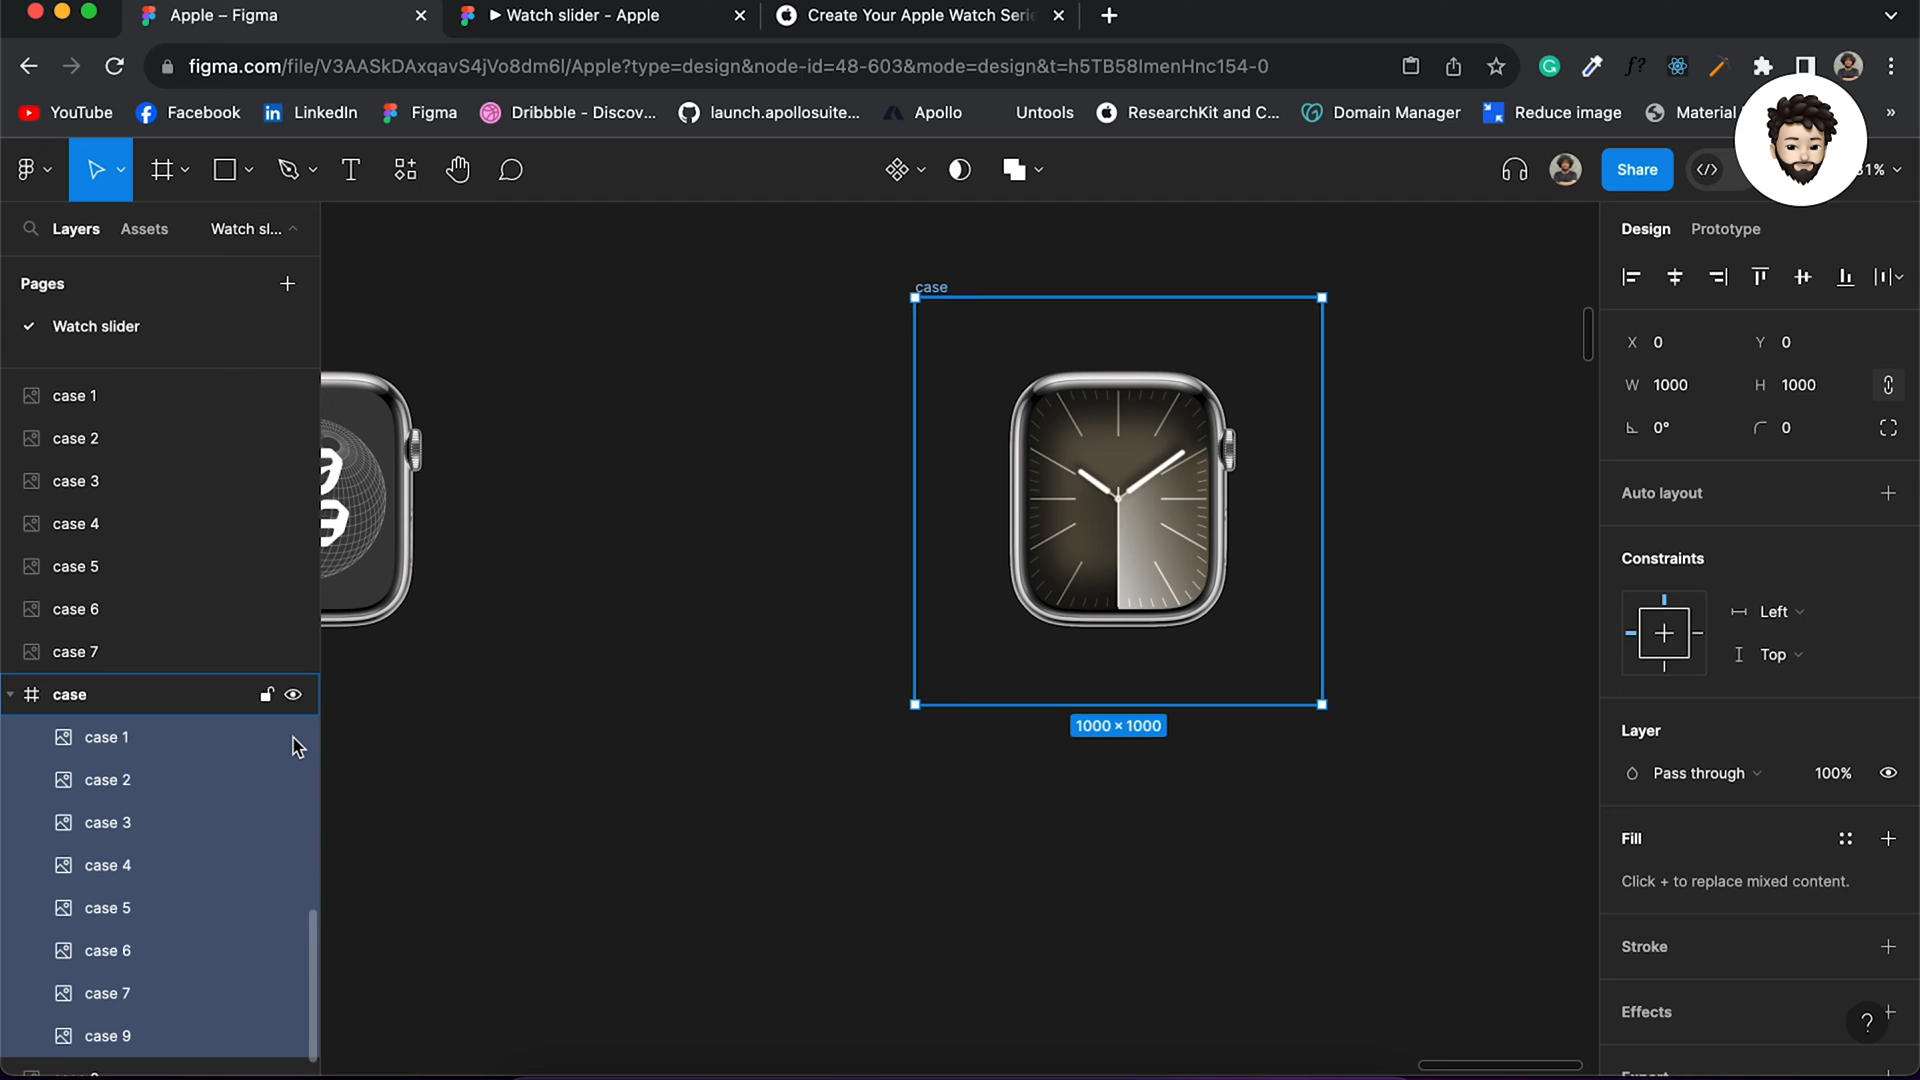 Apple – Figma
▶ Watch slider - Apple
Create Your Apple Watch Serie
figma.com/file/V3AASkDAxqavS4jVo8dm6l/Apple?type=design&node-id=48-603&mode=design&t=h5TB58ImenHnc154-0
YouTube
Facebook
LinkedIn
Figma
Dribbble - Discov...
launch.apollosuite...
Apollo
Untools
ResearchKit and C...
Domain Manager
Reduce image
Material
»
Share
1%
Layers
Assets
Watch sl...
Pages
Watch slider
case 1
case 2
case 3
case 4
case 5
case 6
case 7
case
case 1
case 2
case 3
case 4
case 5
case 6
case 7
case 9
case
1000 × 1000
Design
Prototype
X 0
Y 0
W 1000
H 1000
0°
0
Auto layout
Constraints
Left
Top
Layer
Pass through
100%
Fill
Click + to replace mixed content.
Stroke
Effects
?